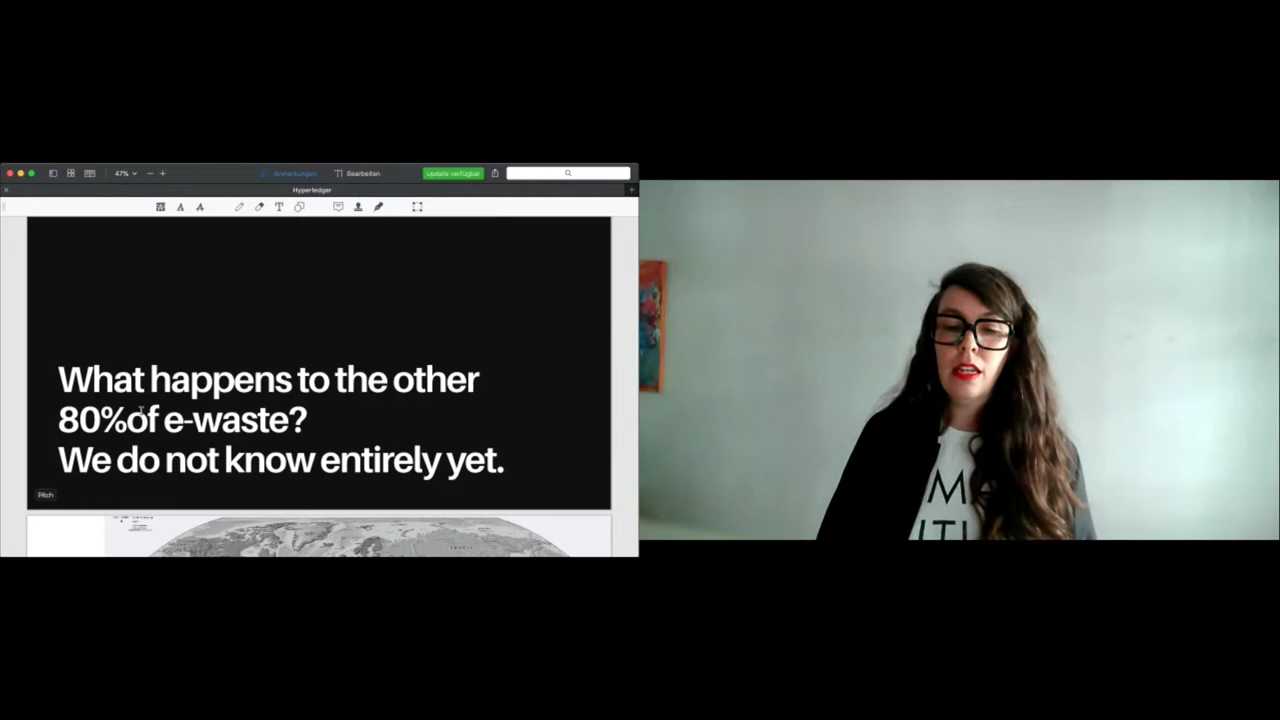 47%
Anmerkungen
Bearbeiten
Update verfügbar
Hyperledger
What happens to the other
80%of e-waste?
We do not know entirely yet.
Pitch